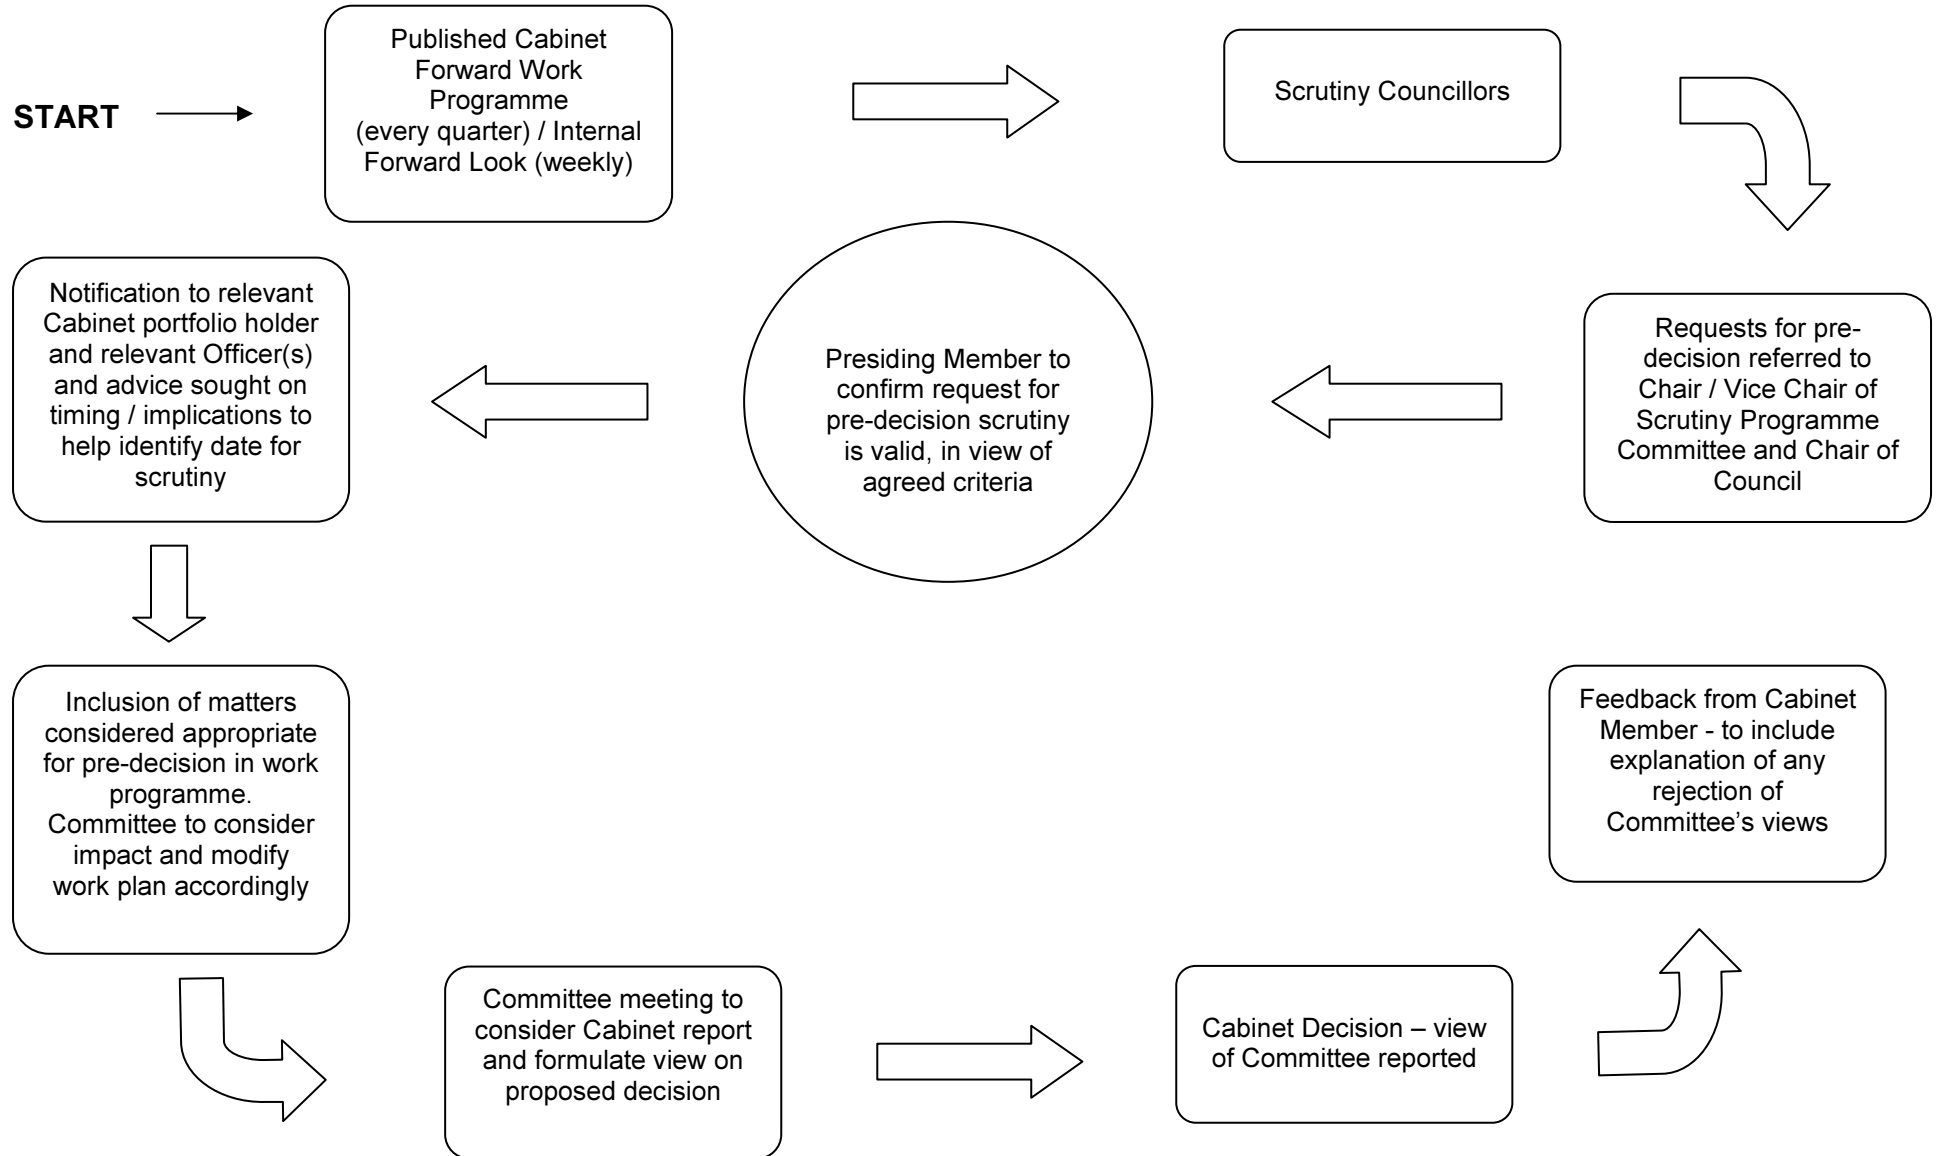 START
Published Cabinet
Forward Work
Programme
(every quarter) / Internal
Forward Look (weekly)
Scrutiny Councillors
Requests for pre-
decision referred to
Chair / Vice Chair of
Scrutiny Programme
Committee and Chair of
Council
Presiding Member to
confirm request for
pre-decision scrutiny
is valid, in view of
agreed criteria
Notification to relevant
Cabinet portfolio holder
and relevant Officer(s)
and advice sought on
timing / implications to
help identify date for
scrutiny
Inclusion of matters
considered appropriate
for pre-decision in work
programme.
Committee to consider
impact and modify
work plan accordingly
Committee meeting to
consider Cabinet report
and formulate view on
proposed decision
Cabinet Decision – view
of Committee reported
Feedback from Cabinet
Member - to include
explanation of any
rejection of
Committee’s views